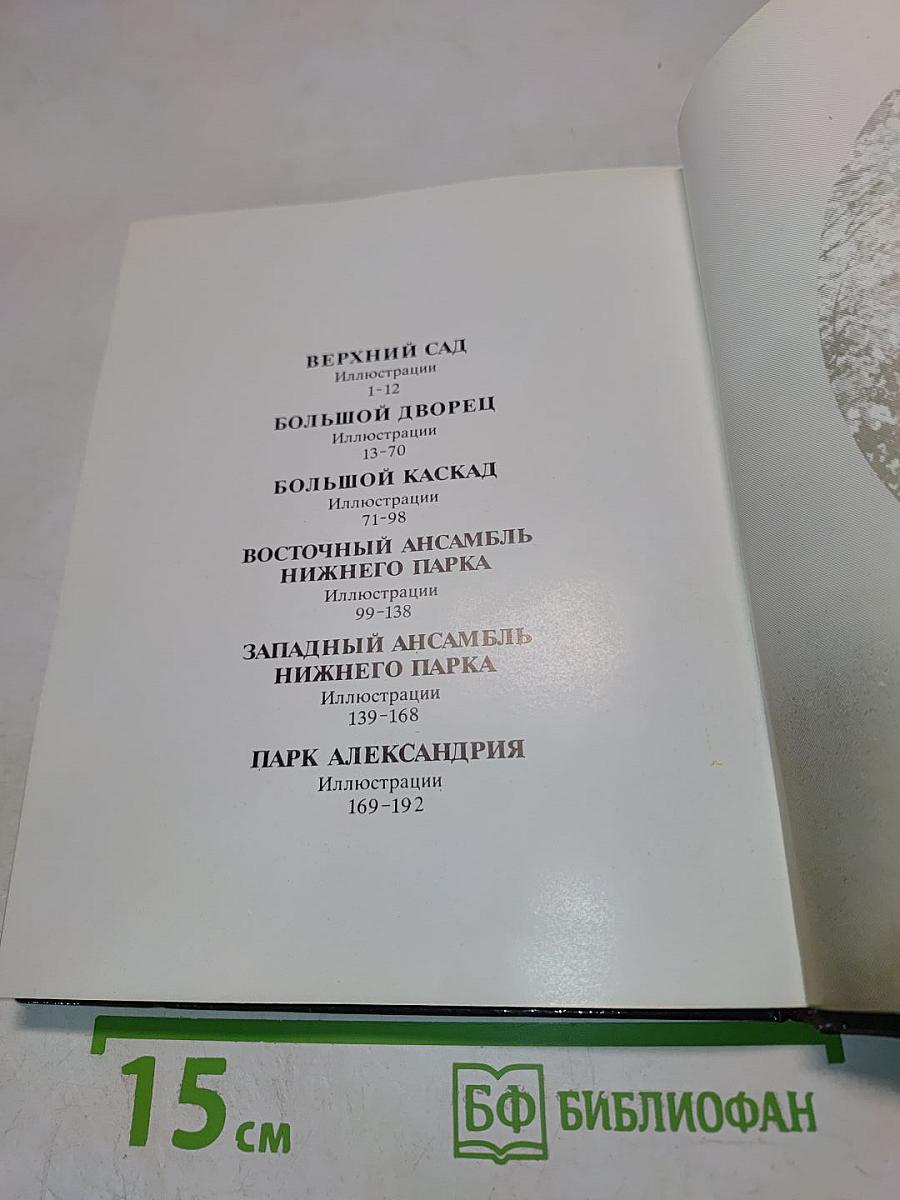 ВЕРХНИЙ САД
Иллюстрации
1-12
БОЛЬШОЙ ДВОРЕЦ
Иллюстрации
13-70
БОЛЬШОЙ КАСКАД
Иллюстрации
71-98
ВОСТОЧНЫЙ АНСАМБЛЬ
НИЖНЕГО ПАРКА
Иллюстрации
99-138
ЗАПАДНЫЙ АНСАМБЛЬ
НИЖНЕГО ПАРКА
Иллюстрации
139-168
ПАРК АЛЕКСАНДРИЯ
Иллюстрации
169-192
15 см
БФ БИБЛИОФАН